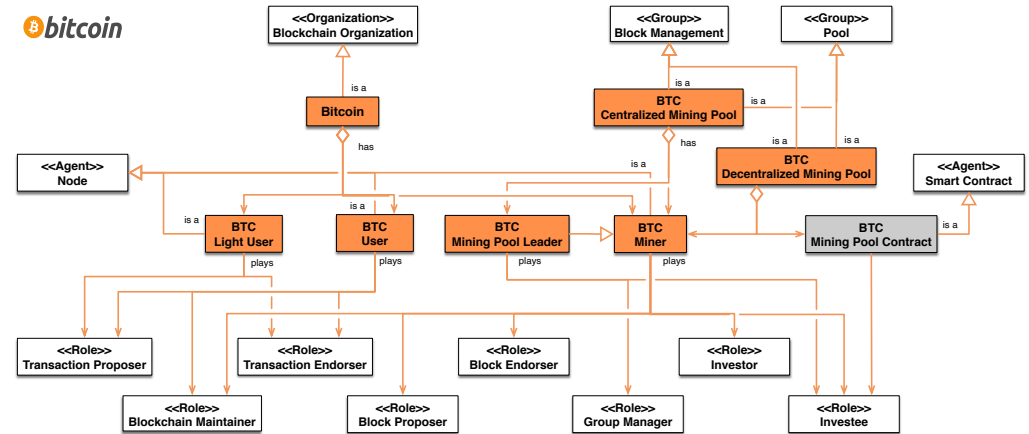 bitcoin
<<Organization>>
Blockchain Organization
<<Group>>
Block Management
<<Group>>
Pool
is a
is a
is a
Bitcoin
BTC
Centralized Mining Pool
has
has
is a
is a
is a
BTC
Decentralized Mining Pool
<<Agent>>
Node
<<Agent>>
Smart Contract
is a
is a
is a
BTC
Light User
BTC
User
BTC
Mining Pool Leader
BTC
Miner
BTC
Mining Pool Contract
plays
plays
plays
plays
<<Role>>
Transaction Proposer
<<Role>>
Transaction Endorser
<<Role>>
Block Endorser
<<Role>>
Investor
<<Role>>
Blockchain Maintainer
<<Role>>
Block Proposer
<<Role>>
Group Manager
<<Role>>
Investee